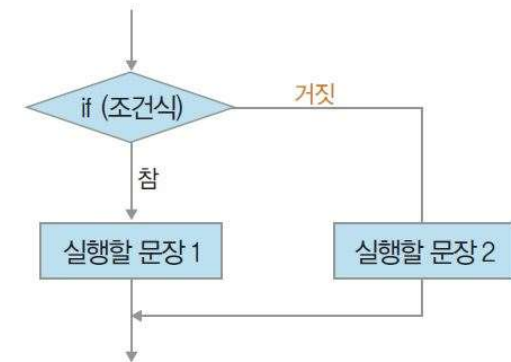 if (조건식)
거짓
참
실행할 문장 1
실행할 문장 2